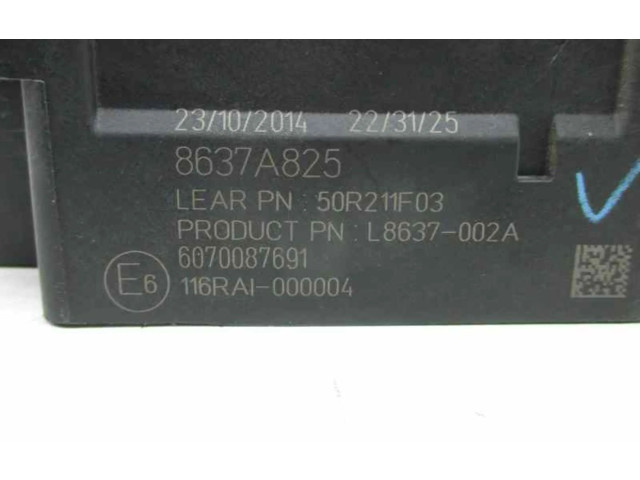 23/10/2014 22/31/25
8637A825
LEAR PN : 50R211F03
PRODUCT PN : L8637-002A
6070087691
E6 116RAI-000004